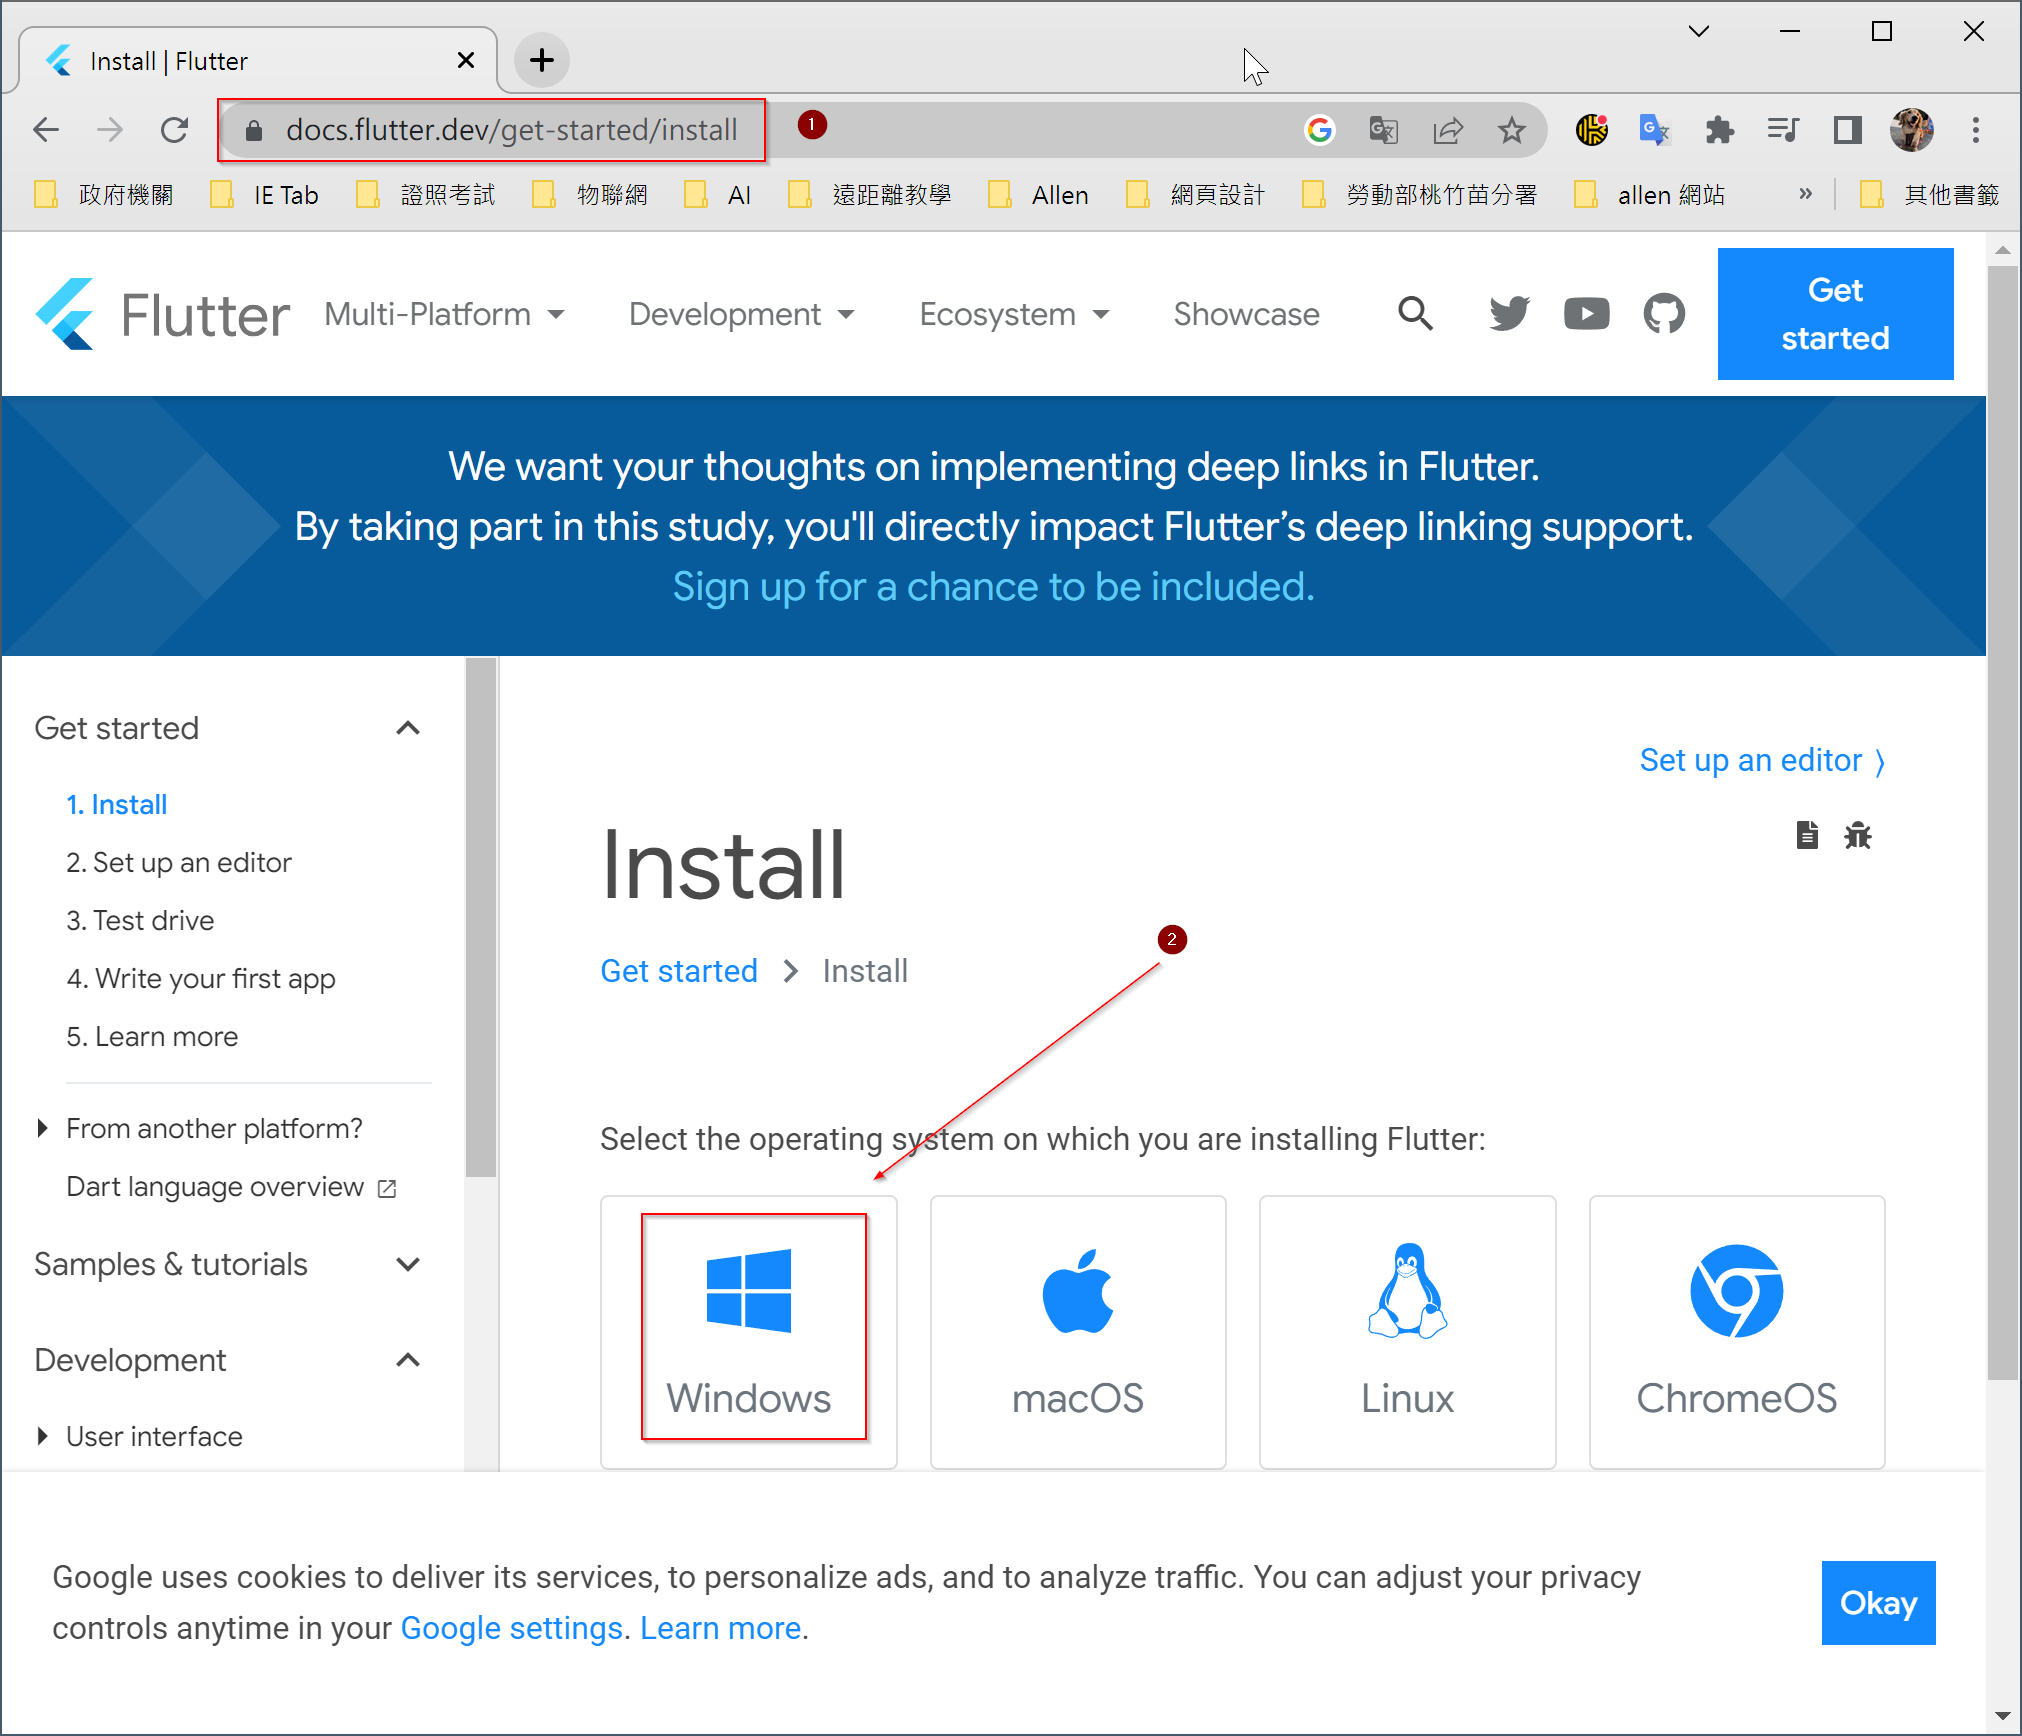 Install | Flutter
docs.flutter.dev/get-started/install
1
政府機關
IE Tab
證照考試
物聯網
AI
遠距離教學
Allen
網頁設計
勞動部桃竹苗分署
allen 網站
»
其他書籤
Flutter
Multi-Platform
Development
Ecosystem
Showcase
Get
started
We want your thoughts on implementing deep links in Flutter.
By taking part in this study, you'll directly impact Flutter’s deep linking support.
Sign up for a chance to be included.
Get started
1. Install
2. Set up an editor
3. Test drive
4. Write your first app
5. Learn more
From another platform?
Dart language overview
Samples & tutorials
Development
User interface
Set up an editor
Install
2
Get started
Install
Select the operating system on which you are installing Flutter:
Windows
macOS
Linux
ChromeOS
Google uses cookies to deliver its services, to personalize ads, and to analyze traffic. You can adjust your privacy
controls anytime in your Google settings. Learn more.
Okay